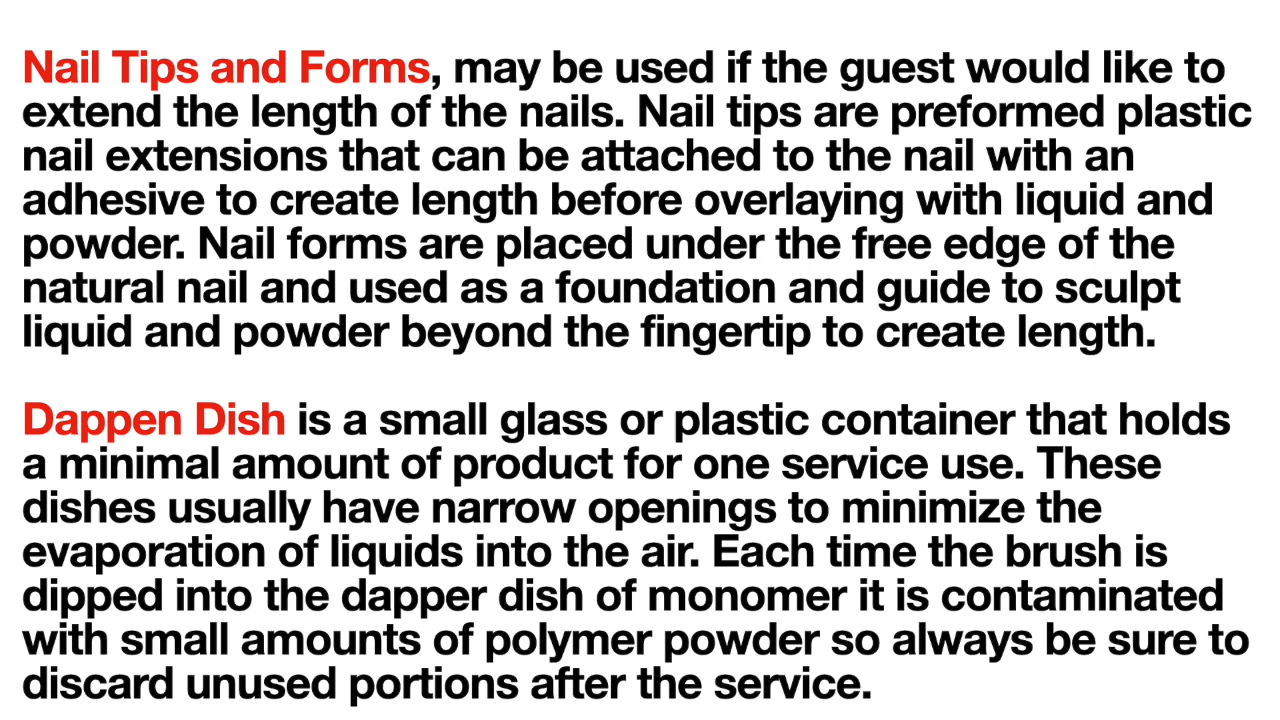 Nail Tips and Forms, may be used if the guest would like to
extend the length of the nails. Nail tips are preformed plastic
nail extensions that can be attached to the nail with an
adhesive to create length before overlaying with liquid and
powder. Nail forms are placed under the free edge of the
natural nail and used as a foundation and guide to sculpt
liquid and powder beyond the fingertip to create length.
Dappen Dish is a small glass or plastic container that holds
a minimal amount of product for one service use. These
dishes usually have narrow openings to minimize the
evaporation of liquids into the air. Each time the brush is
dipped into the dapper dish of monomer it is contaminated
with small amounts of polymer powder so always be sure to
discard unused portions after the service.